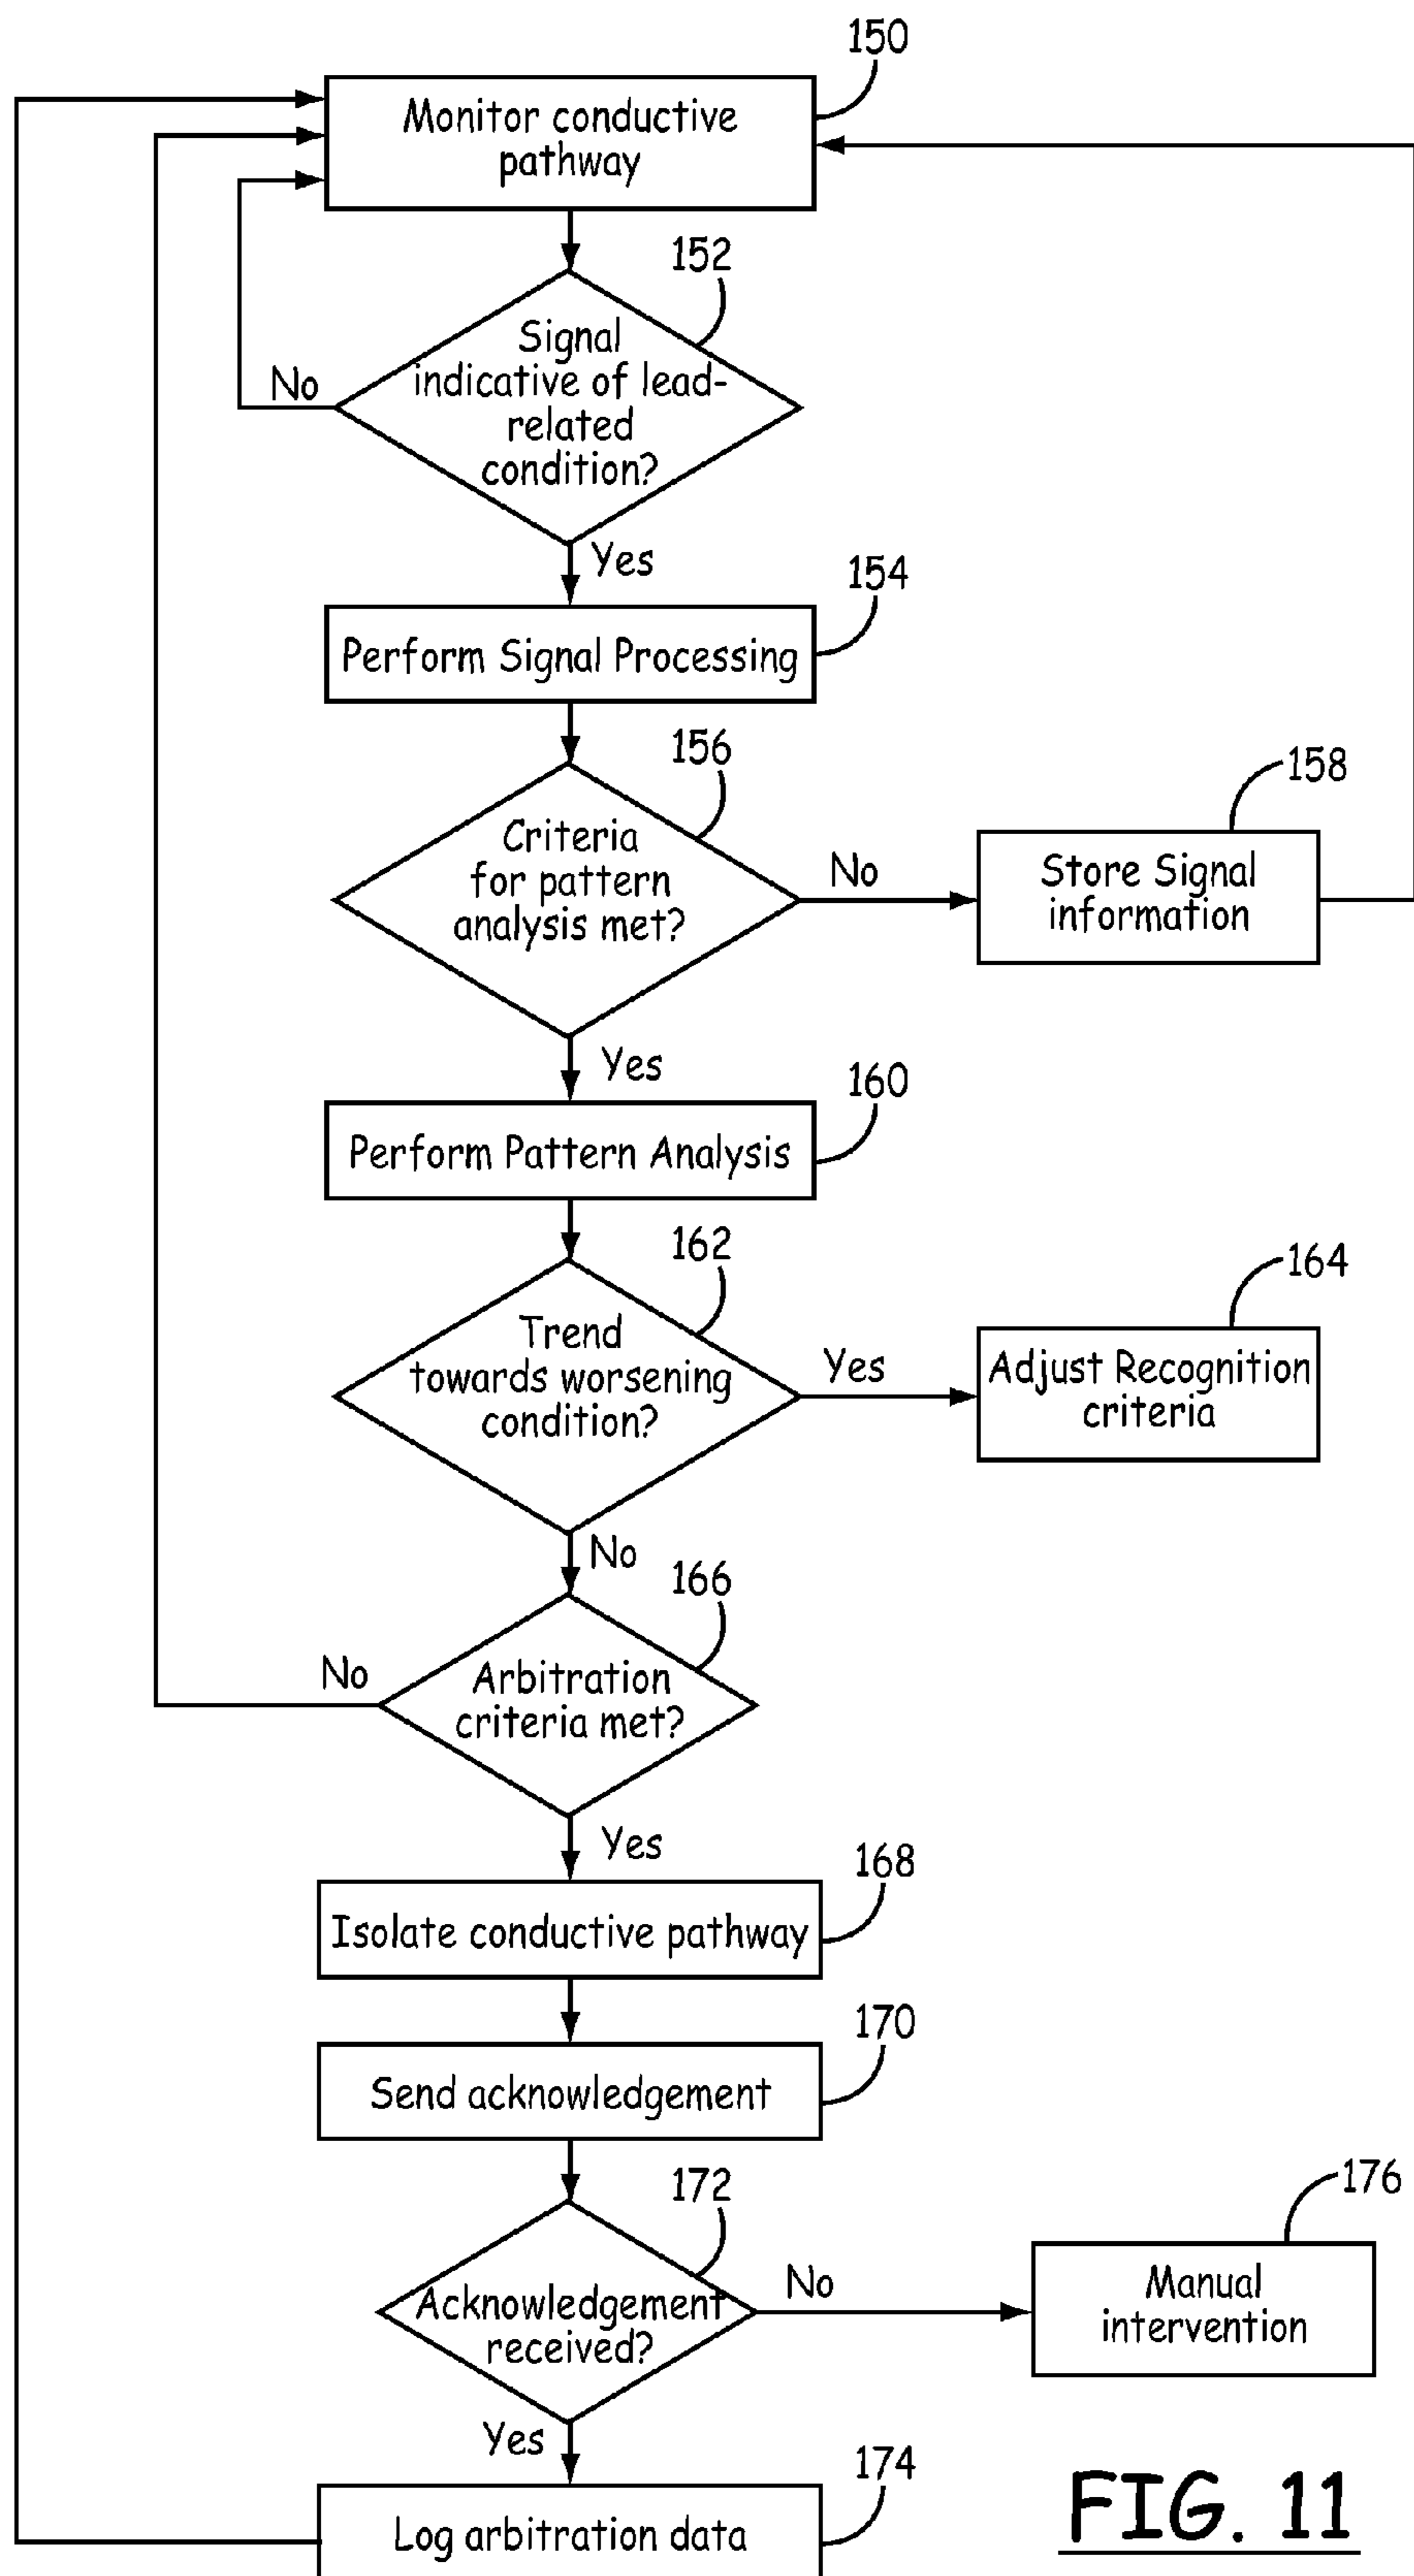 150
Monitor conductive
pathway
152
Signal
indicative of lead-
related
condition?
No
Yes
154
Perform Signal Processing
156
Criteria
for pattern
analysis met?
No
158
Store Signal
information
Yes
160
Perform Pattern Analysis
162
Trend
towards worsening
condition?
Yes
164
Adjust Recognition
criteria
No
166
Arbitration
criteria met?
No
Yes
168
Isolate conductive pathway
170
Send acknowledgement
172
Acknowledgement
received?
No
176
Manual
intervention
Yes
174
Log arbitration data
FIG. 11